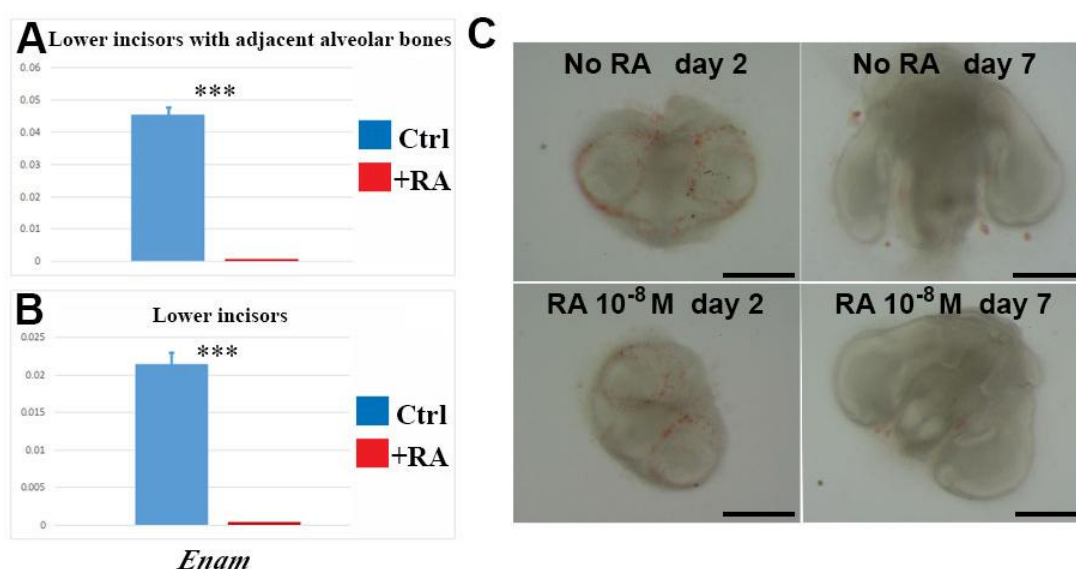 A Lower incisors with adjacent alveolar bones
0.06
0.05
0.04
0.03
0.02
0.01
0
***
Ctrl
+RA
B Lower incisors
0.025
0.02
0.015
0.01
0.005
0
***
Ctrl
+RA
Enam
C
No RA day 2
No RA day 7
RA 10⁻⁸ M day 2
RA 10⁻⁸ M day 7